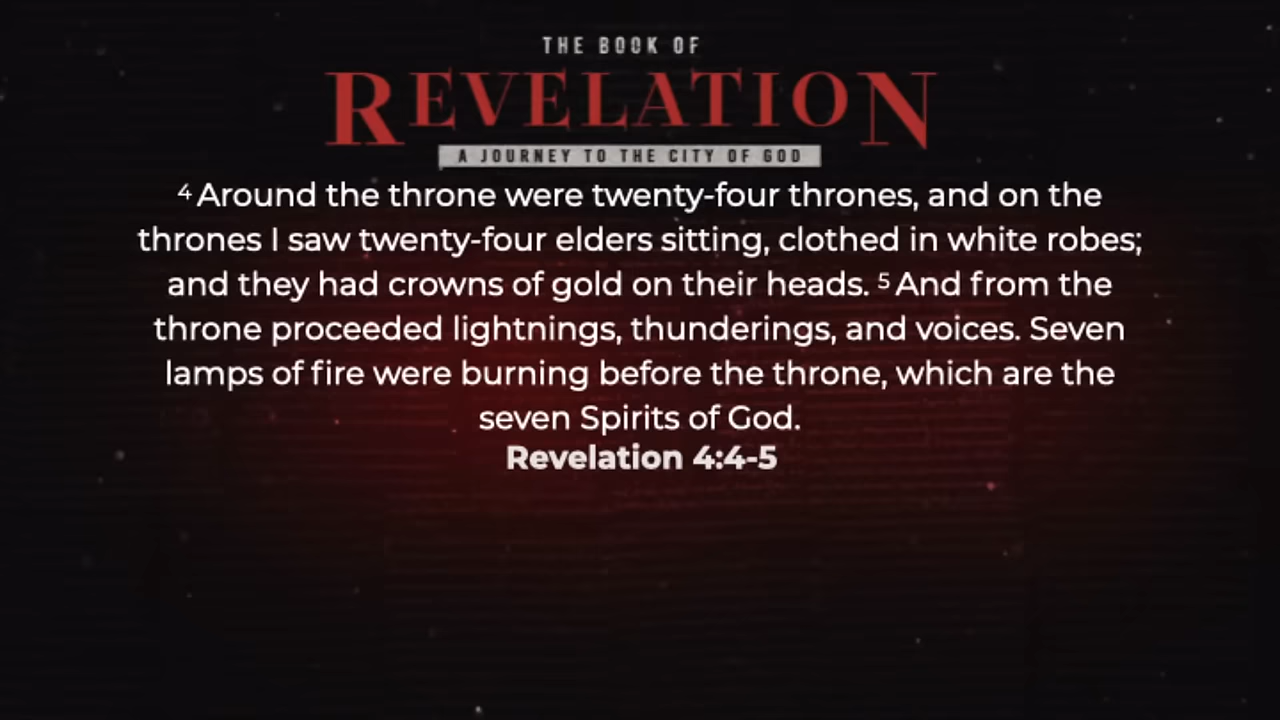 THE BOOK OF
REVELATION
A JOURNEY TO THE CITY OF GOD
4 Around the throne were twenty-four thrones, and on the
thrones I saw twenty-four elders sitting, clothed in white robes;
and they had crowns of gold on their heads. 5 And from the
throne proceeded lightnings, thunderings, and voices. Seven
lamps of fire were burning before the throne, which are the
seven Spirits of God.
Revelation 4:4-5